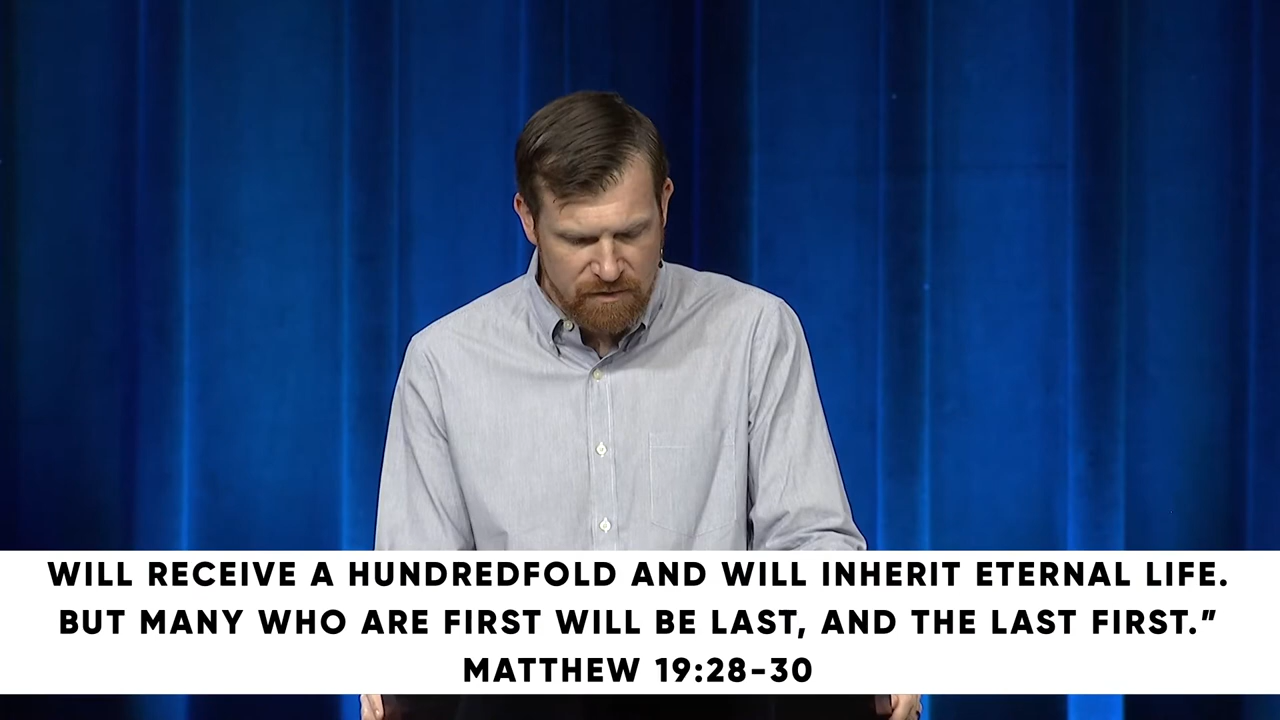 WILL RECEIVE A HUNDREDFOLD AND WILL INHERIT ETERNAL LIFE.
BUT MANY WHO ARE FIRST WILL BE LAST, AND THE LAST FIRST.”
MATTHEW 19:28-30